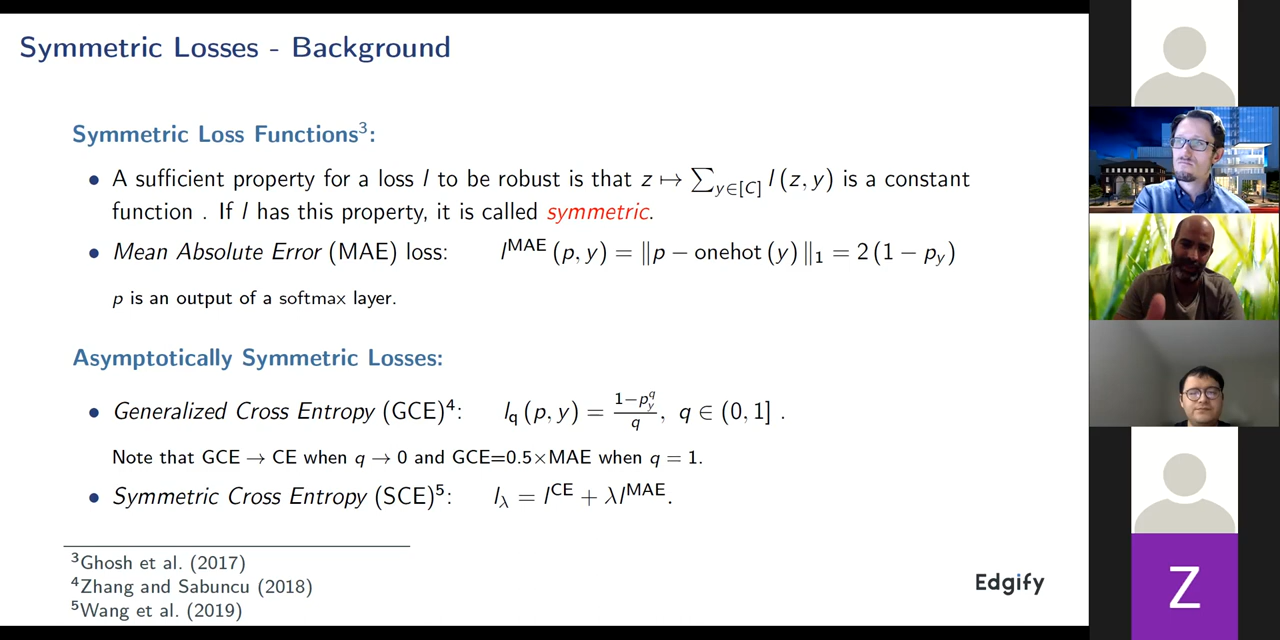 Symmetric Losses - Background
Symmetric Loss Functions³:
• A sufficient property for a loss l to be robust is that z ↦ ∑_{y∈[C]} l (z, y) is a constant
function . If l has this property, it is called symmetric.
• Mean Absolute Error (MAE) loss: l^{MAE} (p, y) = ‖p − onehot (y) ‖₁ = 2 (1 − p_y)
p is an output of a softmax layer.
Asymptotically Symmetric Losses:
• Generalized Cross Entropy (GCE)⁴: l_q (p, y) = \frac{1−p_y^q}{q}, q ∈ (0, 1] .
Note that GCE → CE when q → 0 and GCE=0.5×MAE when q = 1.
• Symmetric Cross Entropy (SCE)⁵: l_λ = l^{CE} + λl^{MAE}.
³Ghosh et al. (2017)
⁴Zhang and Sabuncu (2018)
⁵Wang et al. (2019)
Edgify
Z